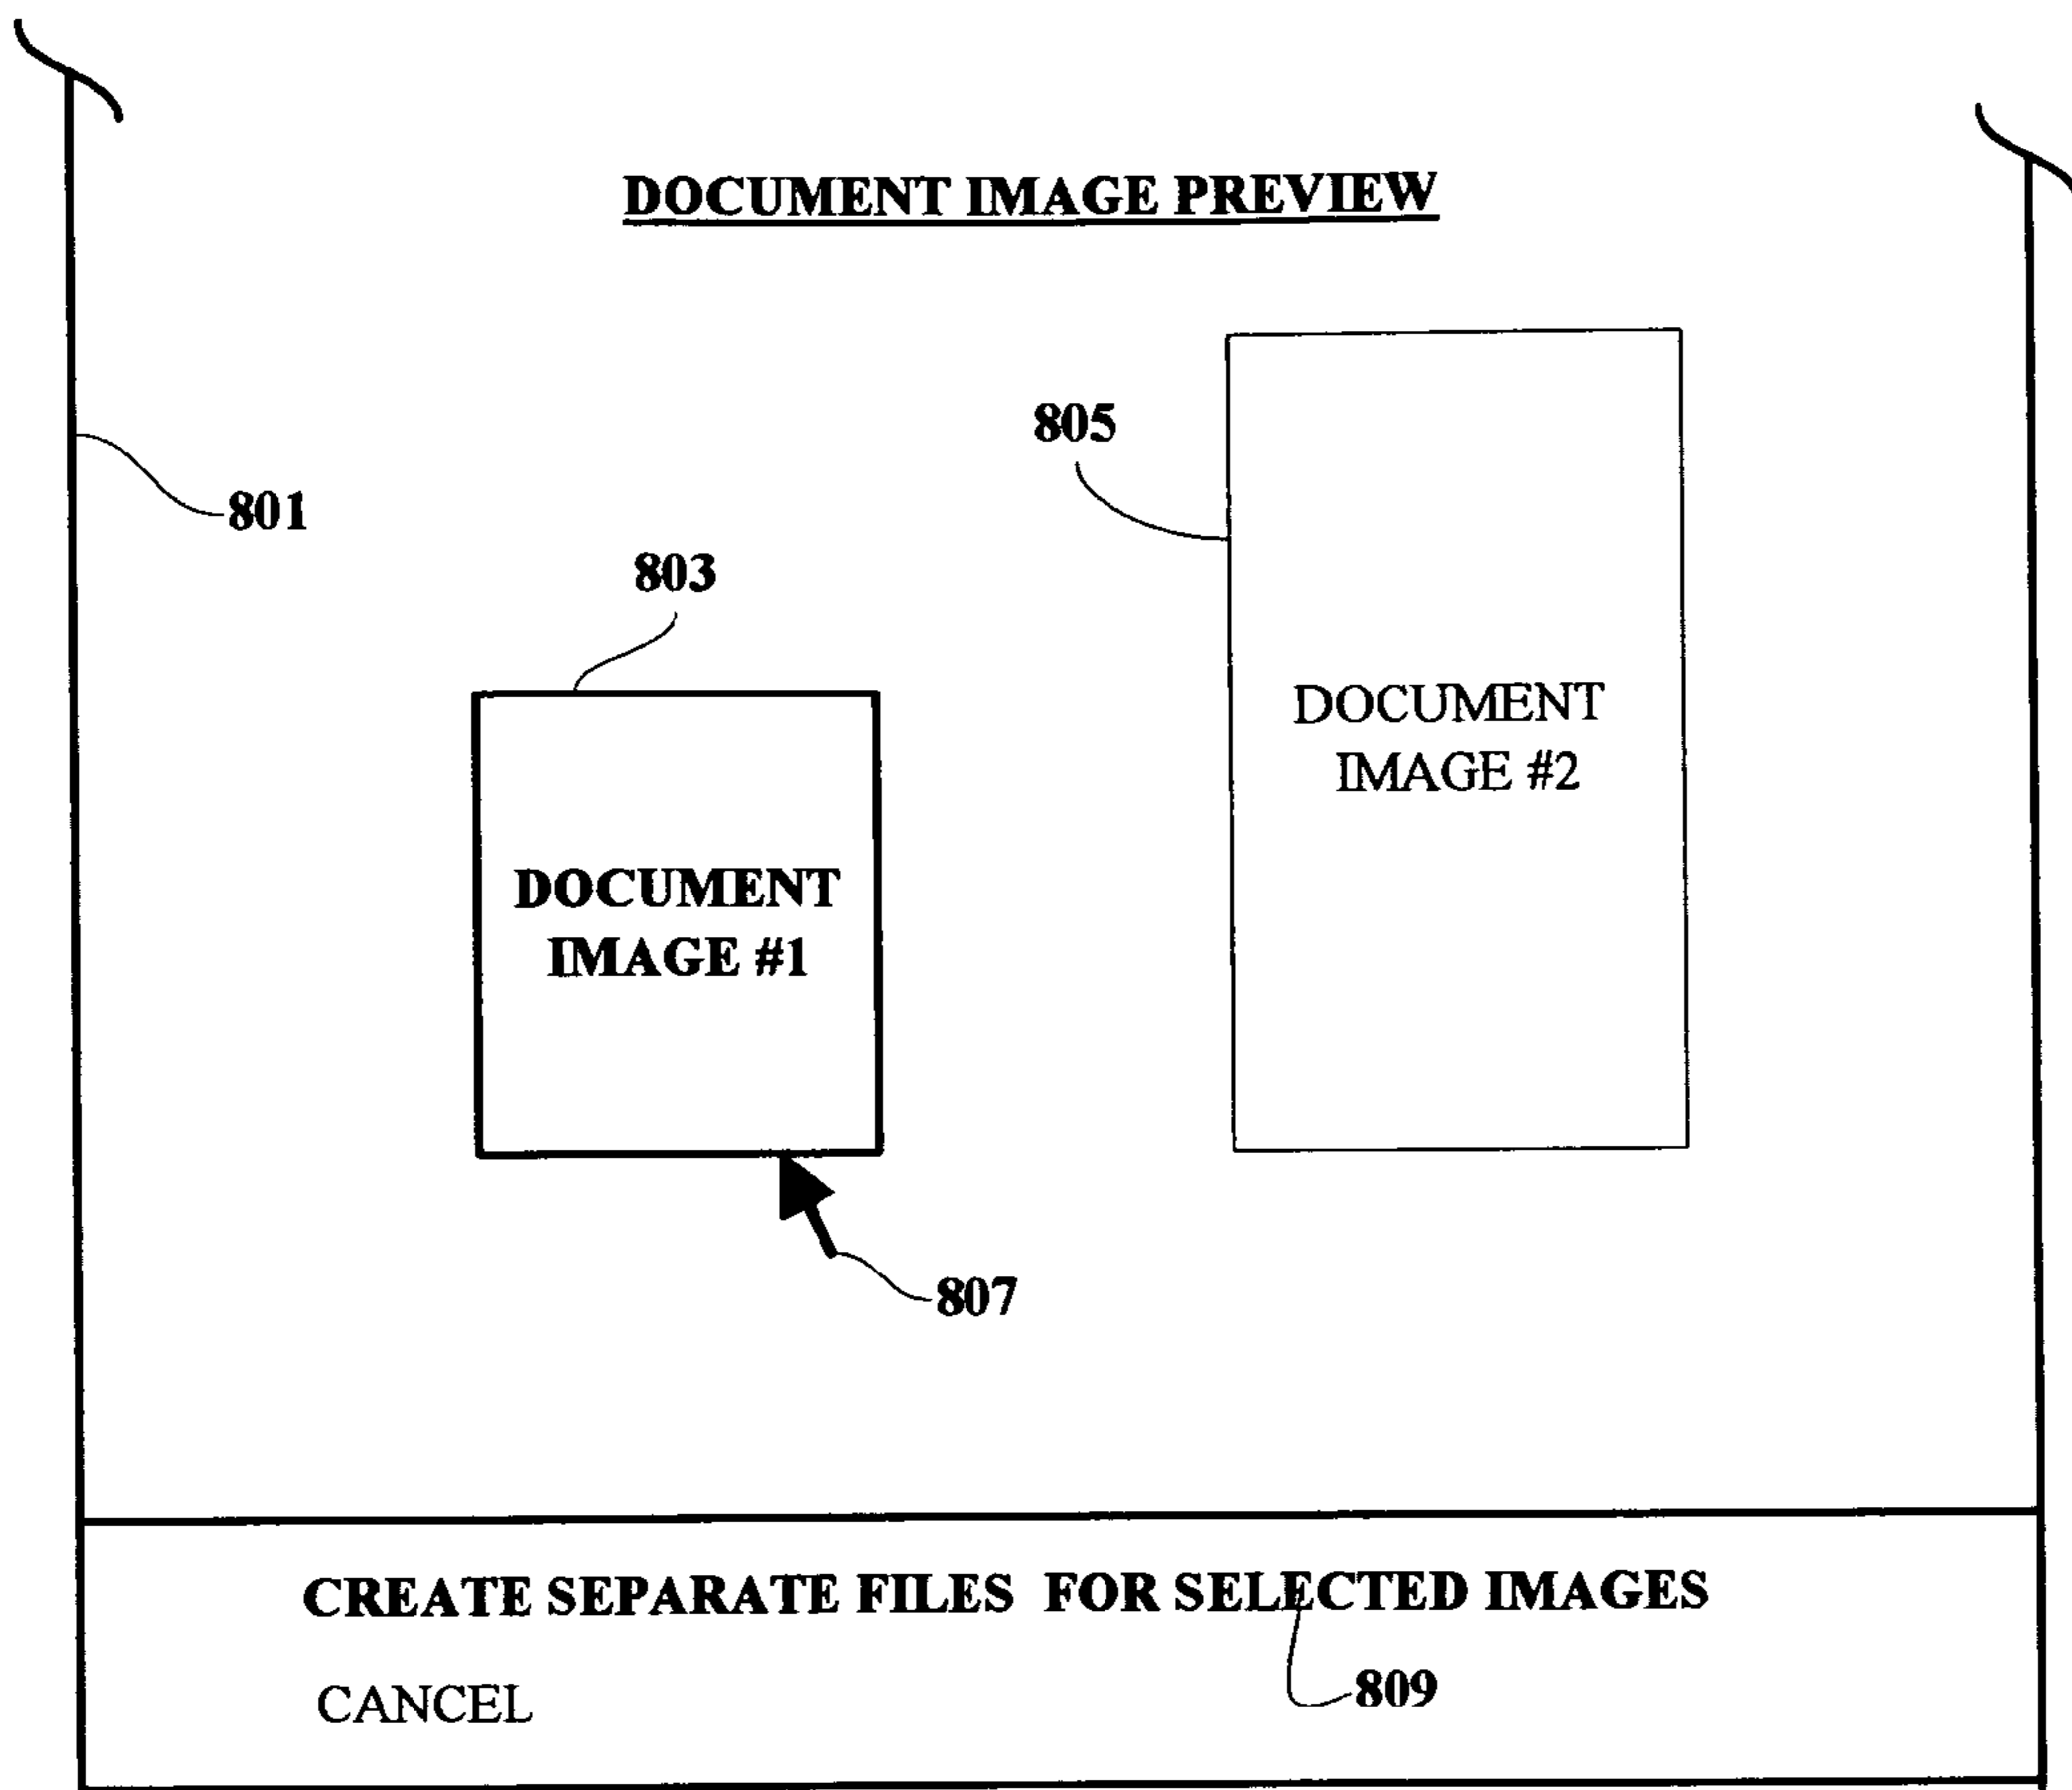 DOCUMENT IMAGE PREVIEW
805
801
803
DOCUMENT
IMAGE #2
DOCUMENT
IMAGE #1
807
CREATE SEPARATE FILES FOR SELECTED IMAGES
809
CANCEL